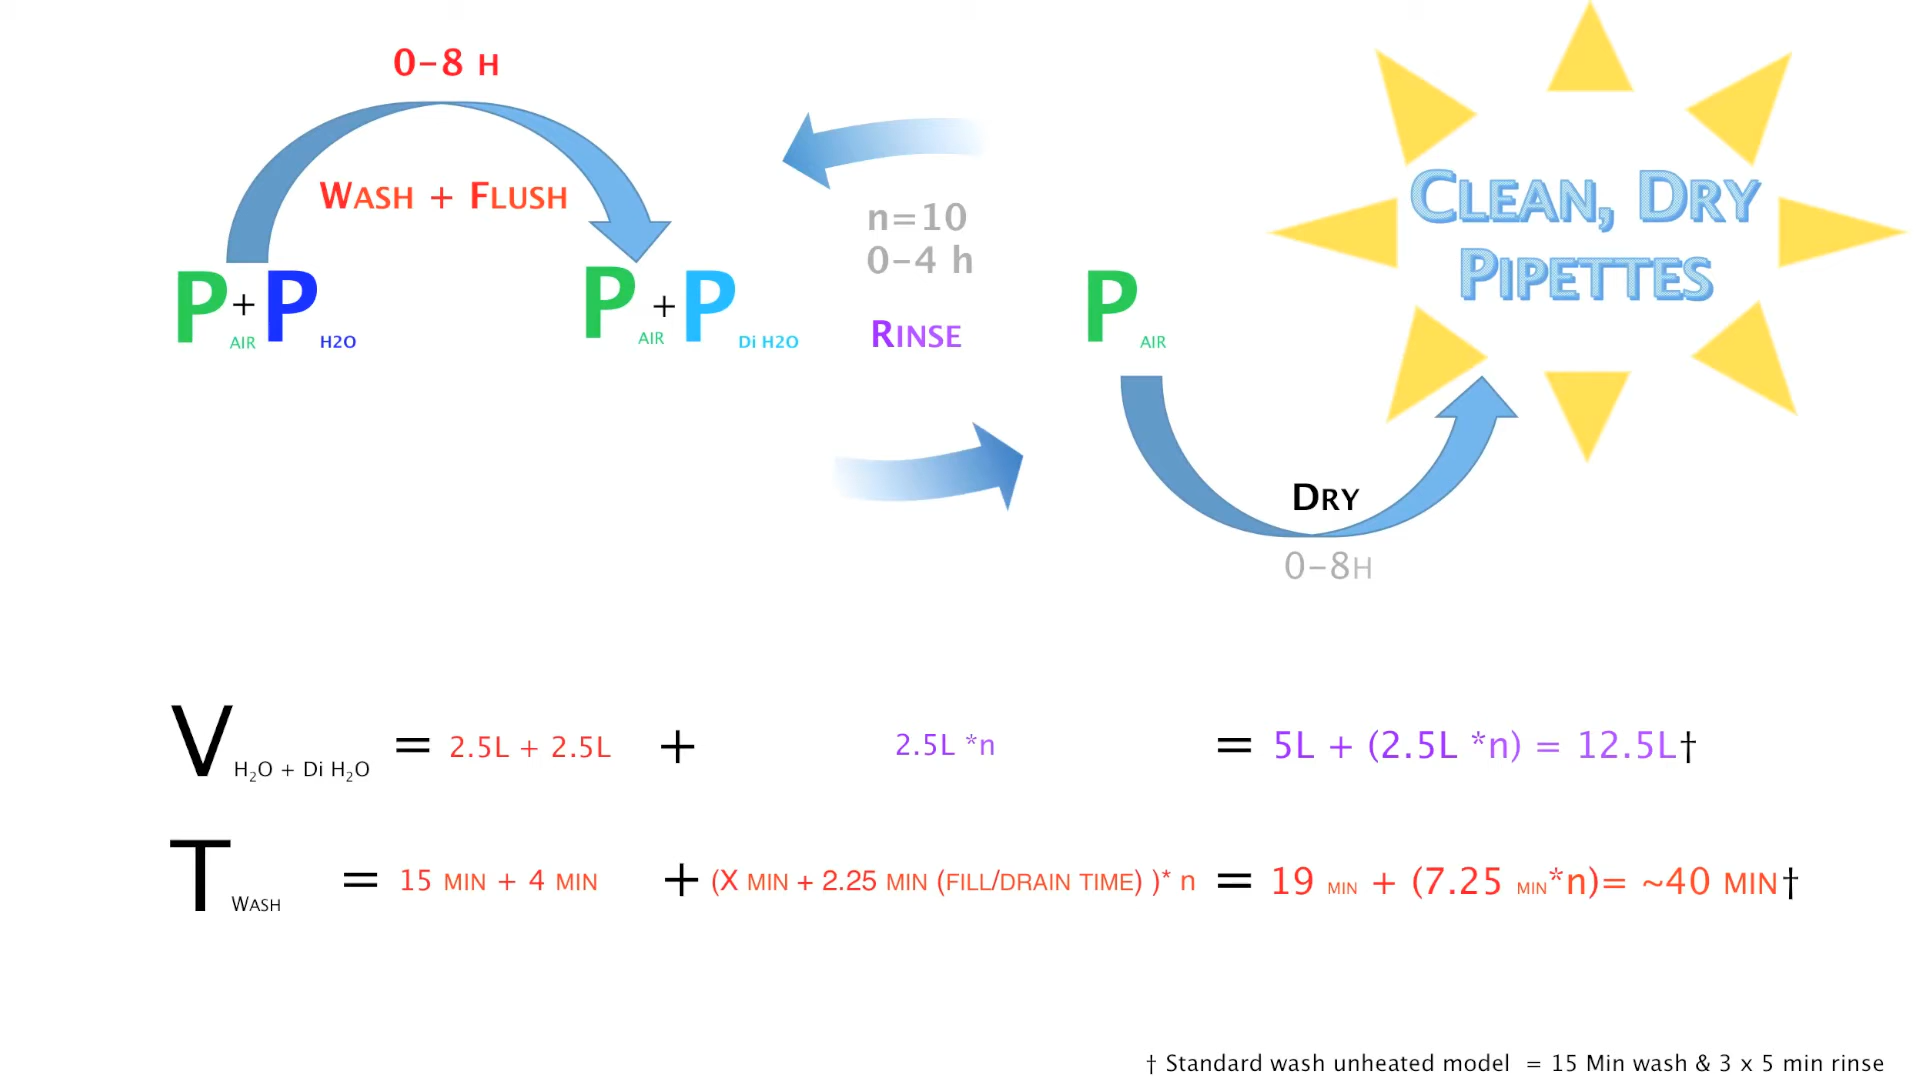 0–8 H
WASH + FLUSH
n=10
0–4 h
RINSE
CLEAN, DRY
PIPETTES
P AIR + P H2O
P AIR + P Di H2O
P AIR
DRY
0–8H
V H₂O + Di H₂O = 2.5L + 2.5L + 2.5L *n = 5L + (2.5L *n) = 12.5L†
T WASH = 15 MIN + 4 MIN + (X MIN + 2.25 MIN (FILL/DRAIN TIME) )* n = 19 MIN + (7.25 MIN*n)= ~40 MIN†
† Standard wash unheated model = 15 Min wash & 3 x 5 min rinse